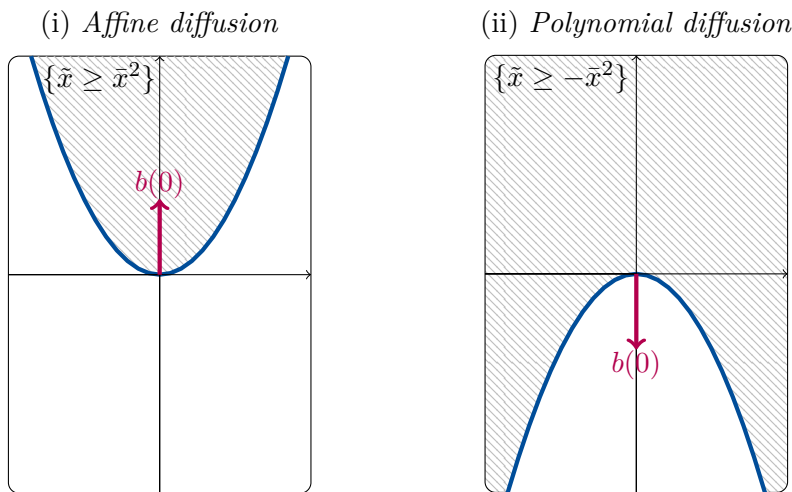 (i) Affine diffusion
(ii) Polynomial diffusion
{x̃ ≥ x̄²}
{x̃ ≥ −x̄²}
b(0)
b(0)